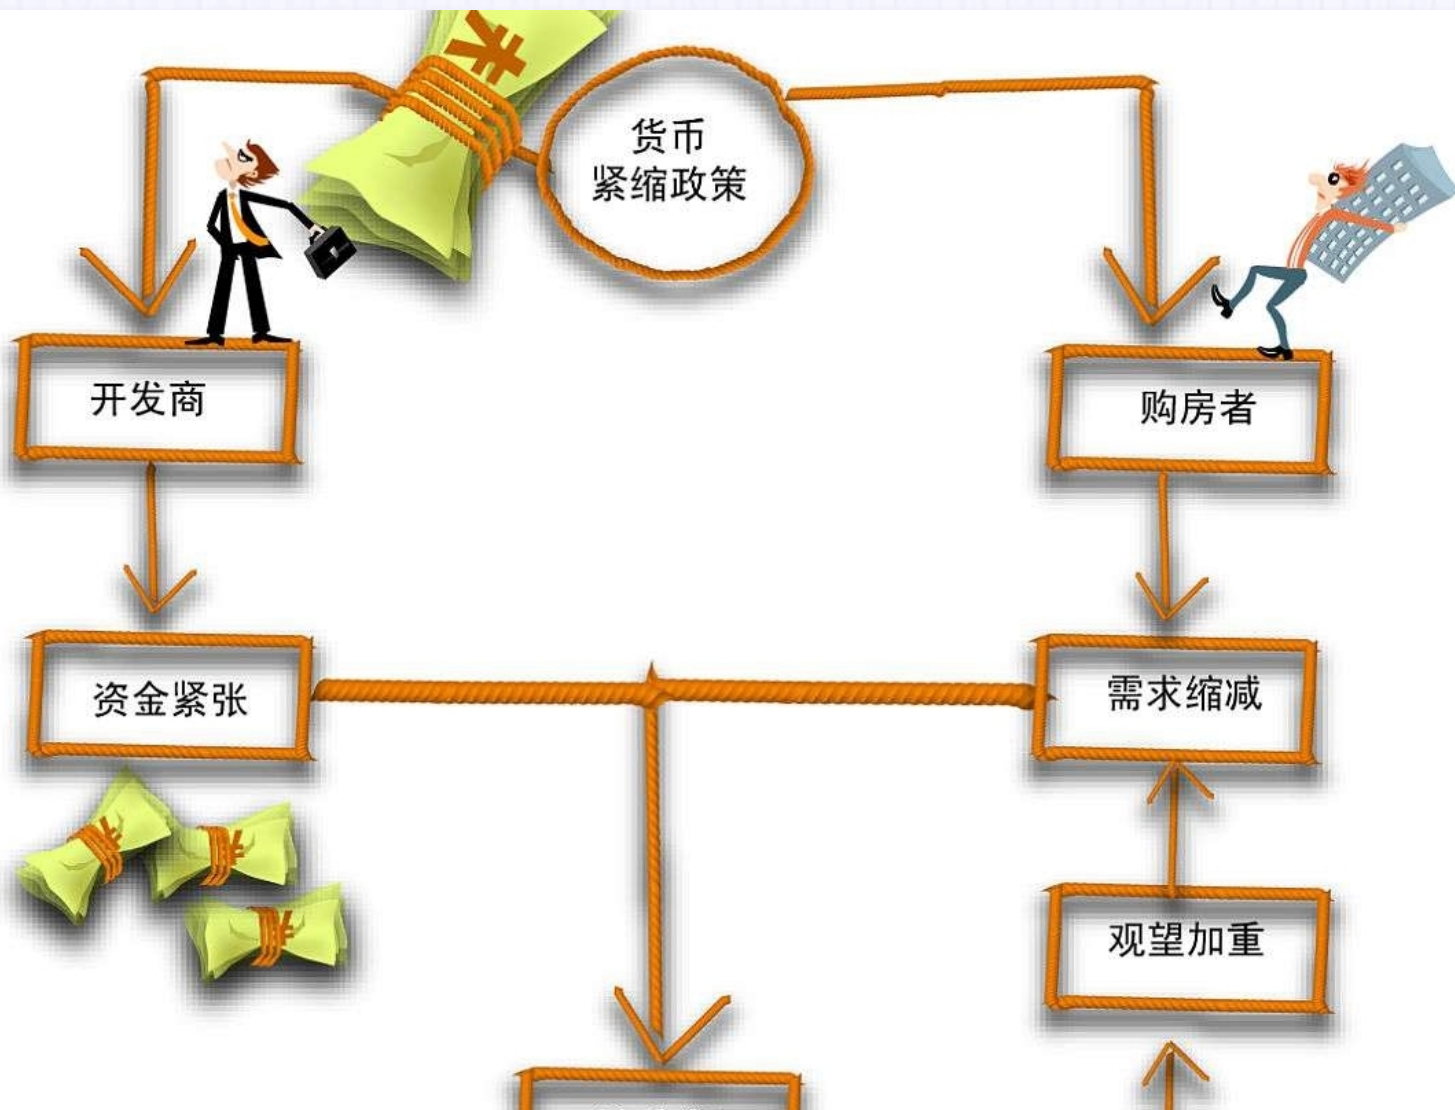 货币
紧缩政策
开发商
购房者
资金紧张
需求缩减
观望加重